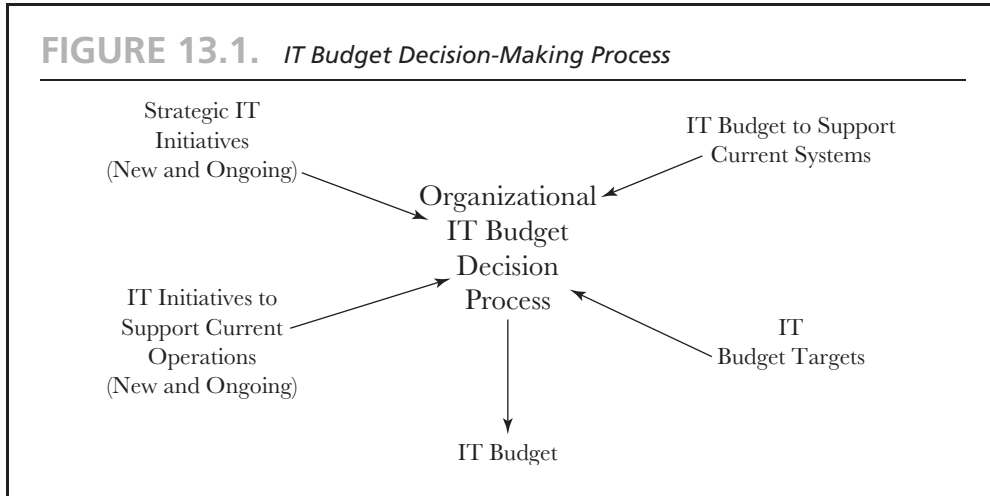 FIGURE 13.1. IT Budget Decision-Making Process
Strategic IT
Initiatives
(New and Ongoing)
IT Budget to Support
Current Systems
Organizational
IT Budget
Decision
Process
IT Initiatives to
Support Current
Operations
(New and Ongoing)
IT
Budget Targets
IT Budget